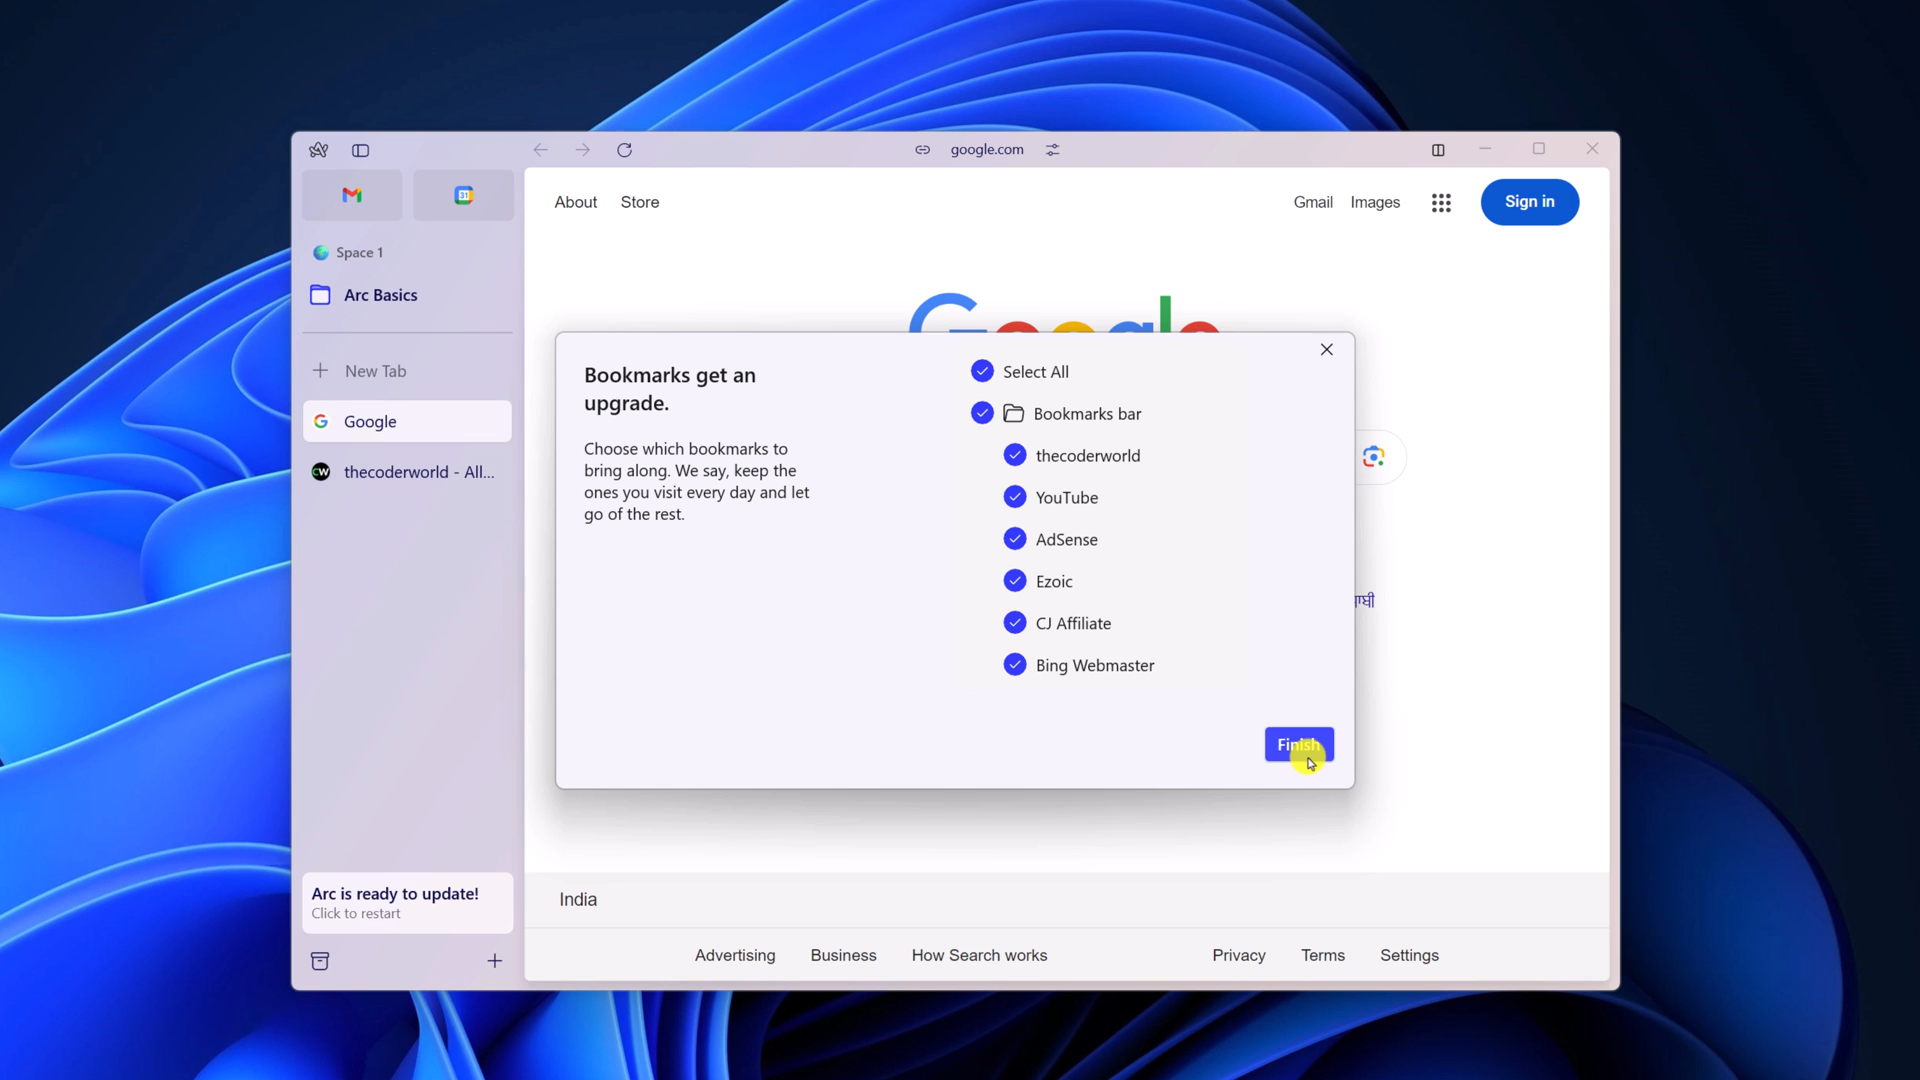 google.com
31
About Store Gmail Images Sign in
Space 1
Arc Basics
New Tab
Google
thecoderworld - All...
Bookmarks get an
upgrade.
Choose which bookmarks to
bring along. We say, keep the
ones you visit every day and let
go of the rest.
Select All
Bookmarks bar
thecoderworld
YouTube
AdSense
Ezoic
CJ Affiliate
Bing Webmaster
Finish
Arc is ready to update!
Click to restart
India
Advertising Business How Search works Privacy Terms Settings